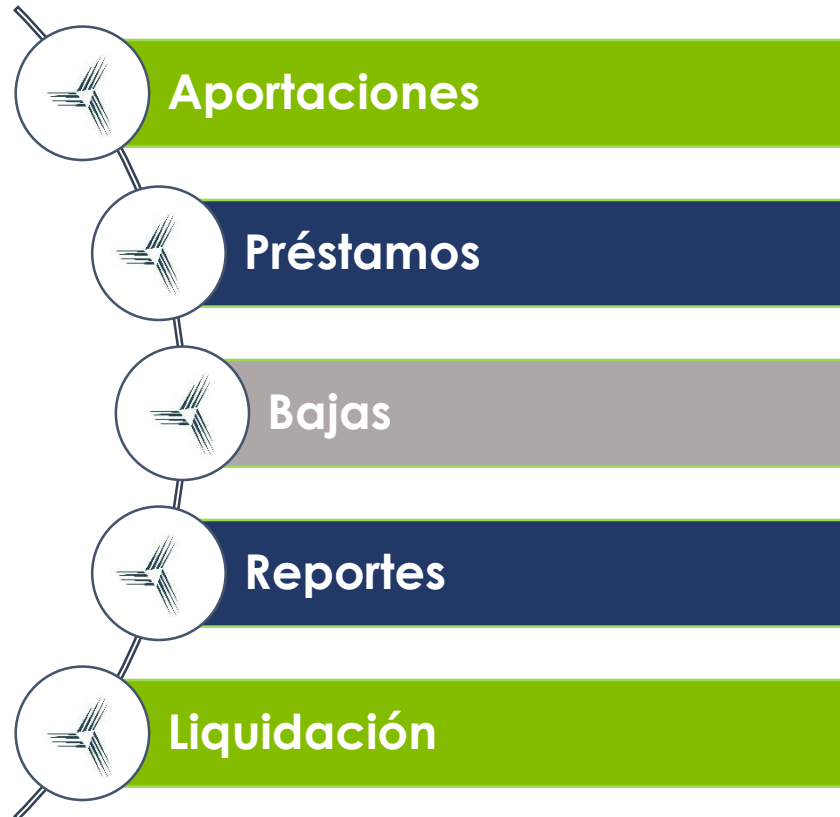 Aportaciones
Préstamos
Bajas
Reportes
Liquidación